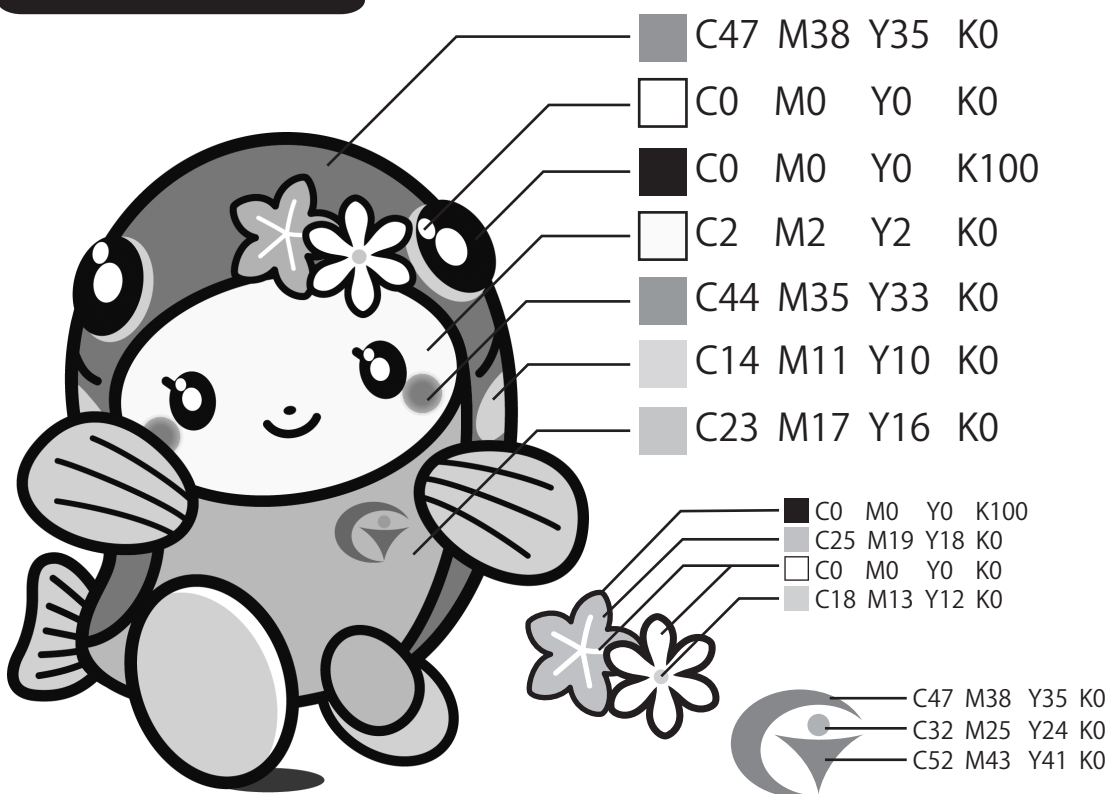 C47 M38 Y35 K0
C0 M0 Y0 K0
C0 M0 Y0 K100
C2 M2 Y2 K0
C44 M35 Y33 K0
C14 M11 Y10 K0
C23 M17 Y16 K0
C0 M0 Y0 K100
C25 M19 Y18 K0
C0 M0 Y0 K0
C18 M13 Y12 K0
C47 M38 Y35 K0
C32 M25 Y24 K0
C52 M43 Y41 K0